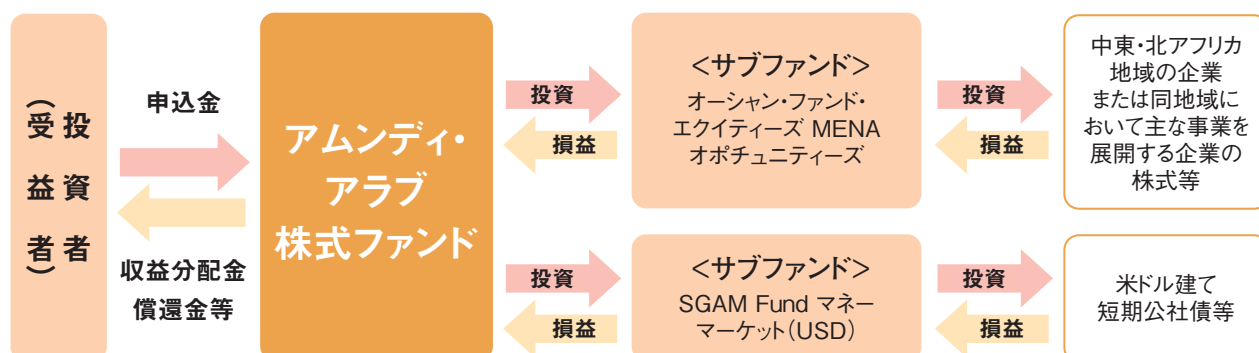 投資者
（受益者）
申込金
収益分配金
償還金等
アムンディ・
アラブ
株式ファンド
投資
損益
＜サブファンド＞
オーシャン・ファンド・
エクイティーズ MENA
オポチュニティーズ
投資
損益
中東・北アフリカ
地域の企業
または同地域に
おいて主な事業を
展開する企業の
株式等
投資
損益
＜サブファンド＞
SGAM Fund マネー
マーケット（USD）
投資
損益
米ドル建て
短期公社債等